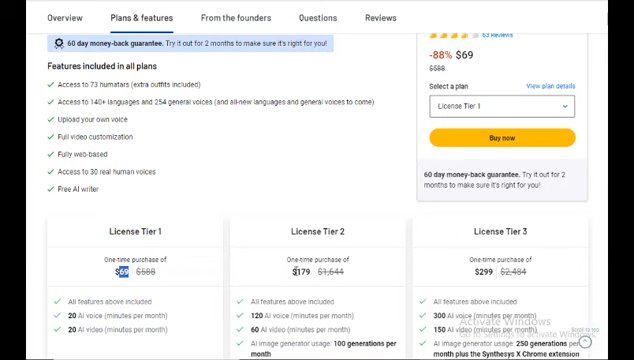 Overview
Plans & features
From the founders
Questions
Reviews
60 day money-back guarantee. Try it out for 2 months to make sure it's right for you!
Features included in all plans
Access to 73 humatars (extra outfits included)
Access to 140+ languages and 254 general voices (and all-new languages and general voices to come)
Upload your own voice
Full video customization
Fully web-based
Access to 30 real human voices
Free AI writer
63 Reviews
-88% $69
$588
Select a plan
View plan details
License Tier 1
Buy now
60 day money-back guarantee. Try it out for 2
months to make sure it's right for you!
License Tier 1
One-time purchase of
$69 $588
All features above included
20 AI voice (minutes per month)
20 AI video (minutes per month)
License Tier 2
One-time purchase of
$179 $1,644
All features above included
120 AI voice (minutes per month)
60 AI video (minutes per month)
AI image generator usage: 100 generations per
month
License Tier 3
One-time purchase of
$299 $2,484
All features above included
300 AI voice (minutes per month)
150 AI video (minutes per month)
AI image generator usage: 250 generations per
month plus the Synthesys X Chrome extension
Activate Windows
Go to Settings to activate Windows.